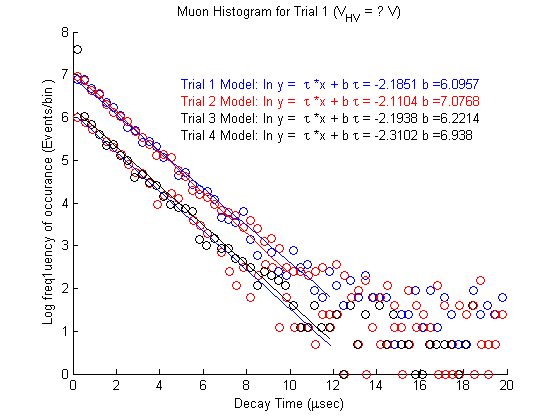 Muon Histogram for Trial 1 (V_HV = ? V)
Trial 1 Model: ln y = τ *x + b τ = -2.1851 b =6.0957
Trial 2 Model: ln y = τ *x + b τ = -2.1104 b =7.0768
Trial 3 Model: ln y = τ *x + b τ = -2.1938 b =6.2214
Trial 4 Model: ln y = τ *x + b τ = -2.3102 b =6.938
Log freq1uency of occurance (Events/bin )
8
7
6
5
4
3
2
1
0
0 2 4 6 8 10 12 14 16 18 20
Decay Time (μsec)